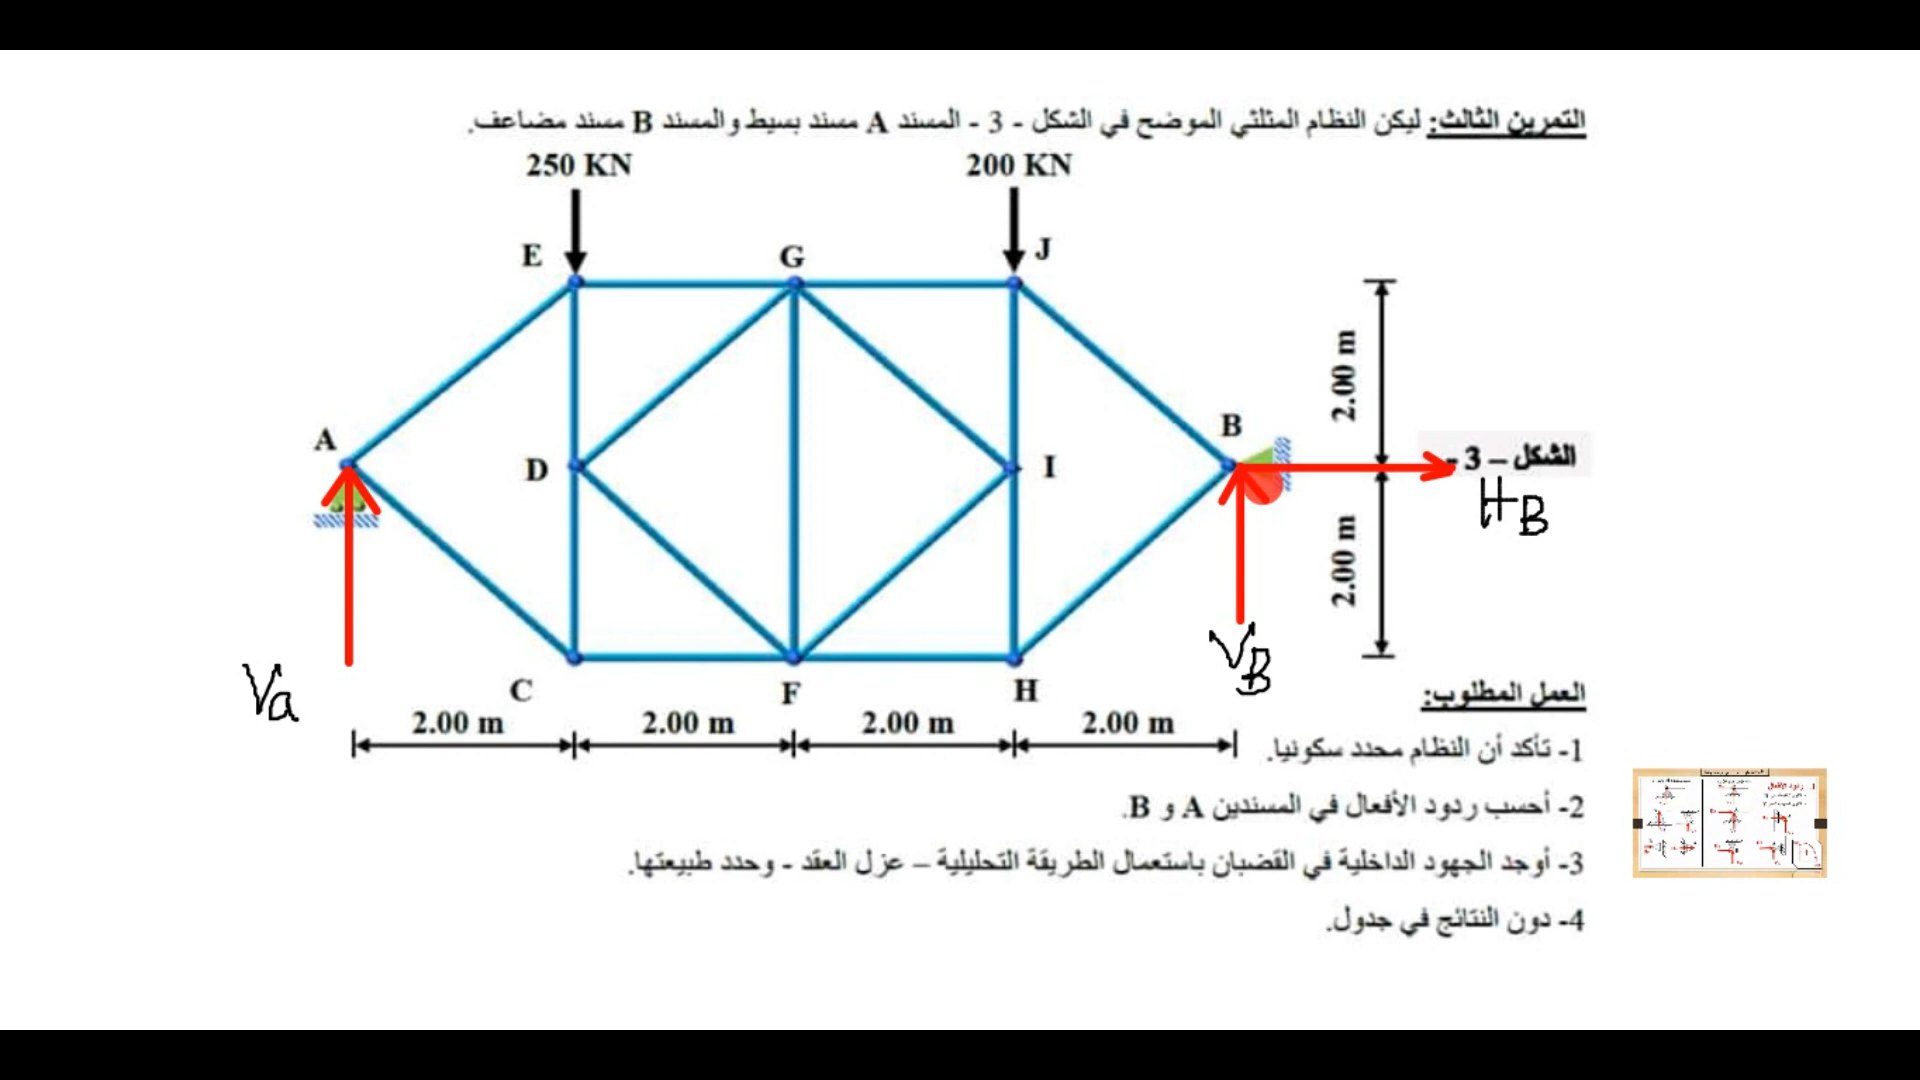 التمرين الثالث: ليكن النظام المثلثي الموضح في الشكل - 3 - المسند A مسند بسيط والمسند B مسند مضاعف.
250 KN 200 KN
E G J
2.00 m
A B
D I
الشكل – 3 -
H_B
2.00 m
V_B
Va
C F H
2.00 m 2.00 m 2.00 m 2.00 m
العمل المطلوب:
1- تأكد أن النظام محدد سكونيا.
2- أحسب ردود الأفعال في المسندين A و B.
3- أوجد الجهود الداخلية في القضبان باستعمال الطريقة التحليلية – عزل العقد - وحدد طبيعتها.
4- دون النتائج في جدول.